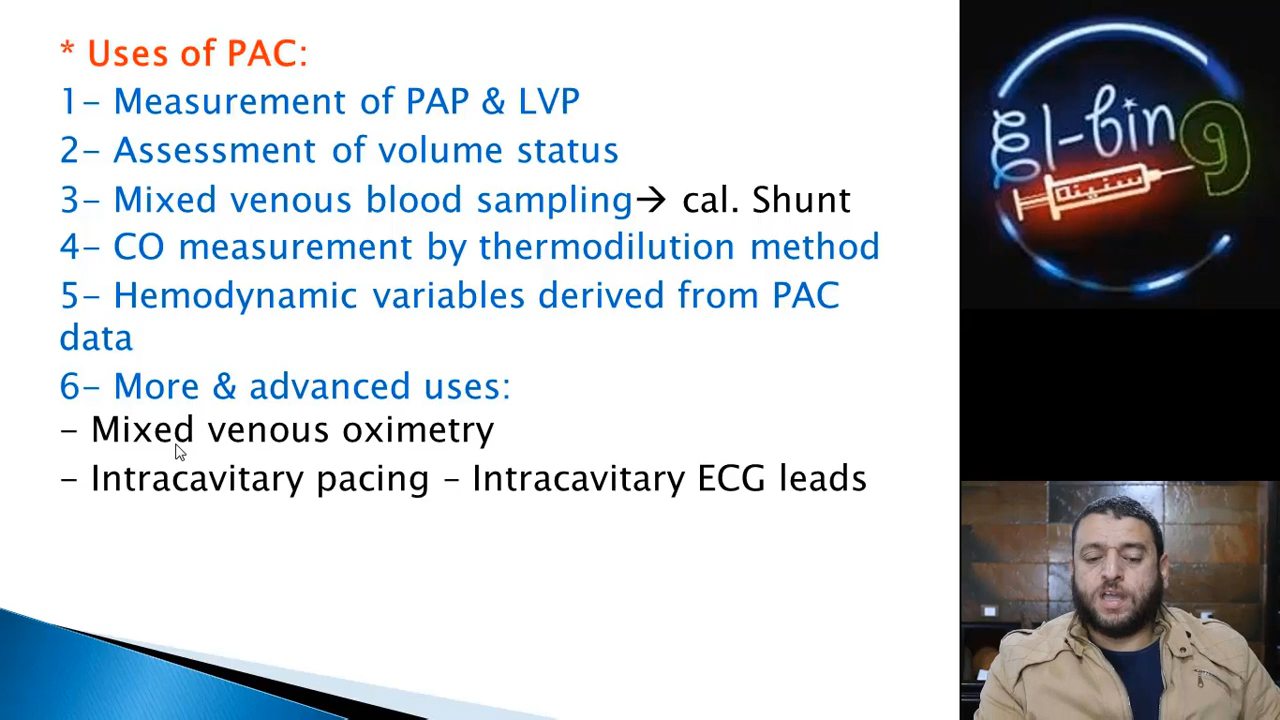 * Uses of PAC:
1- Measurement of PAP & LVP
2- Assessment of volume status
3- Mixed venous blood sampling→ cal. Shunt
4- CO measurement by thermodilution method
5- Hemodynamic variables derived from PAC
data
6- More & advanced uses:
- Mixed venous oximetry
- Intracavitary pacing - Intracavitary ECG leads
El-bing
سنينه